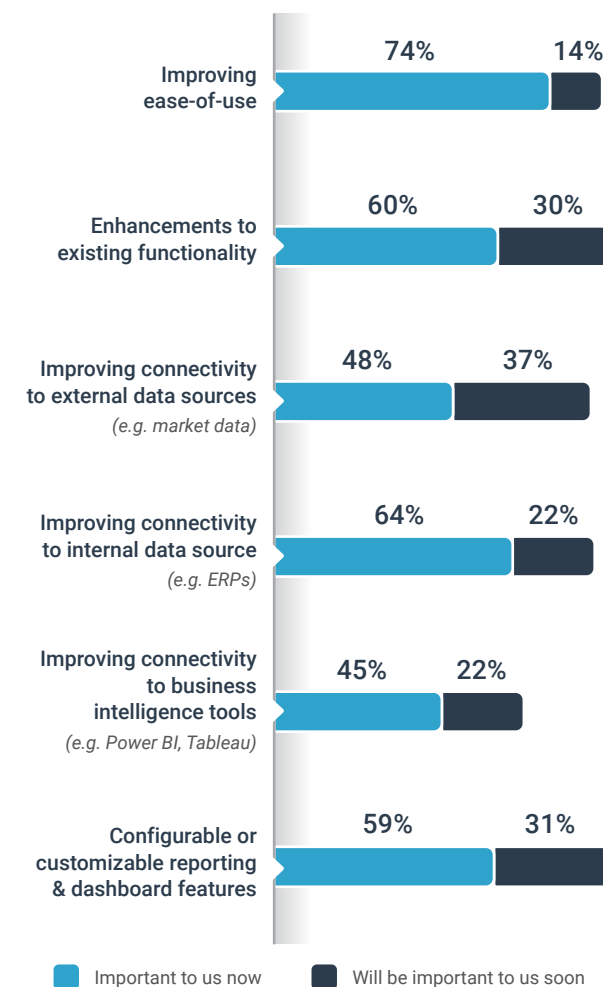 74% 14%
Improving
ease-of-use
60% 30%
Enhancements to
existing functionality
48% 37%
Improving connectivity
to external data sources
(e.g. market data)
64% 22%
Improving connectivity
to internal data source
(e.g. ERPs)
45% 22%
Improving connectivity
to business
intelligence tools
(e.g. Power BI, Tableau)
59% 31%
Configurable or
customizable reporting
& dashboard features
Important to us now
Will be important to us soon